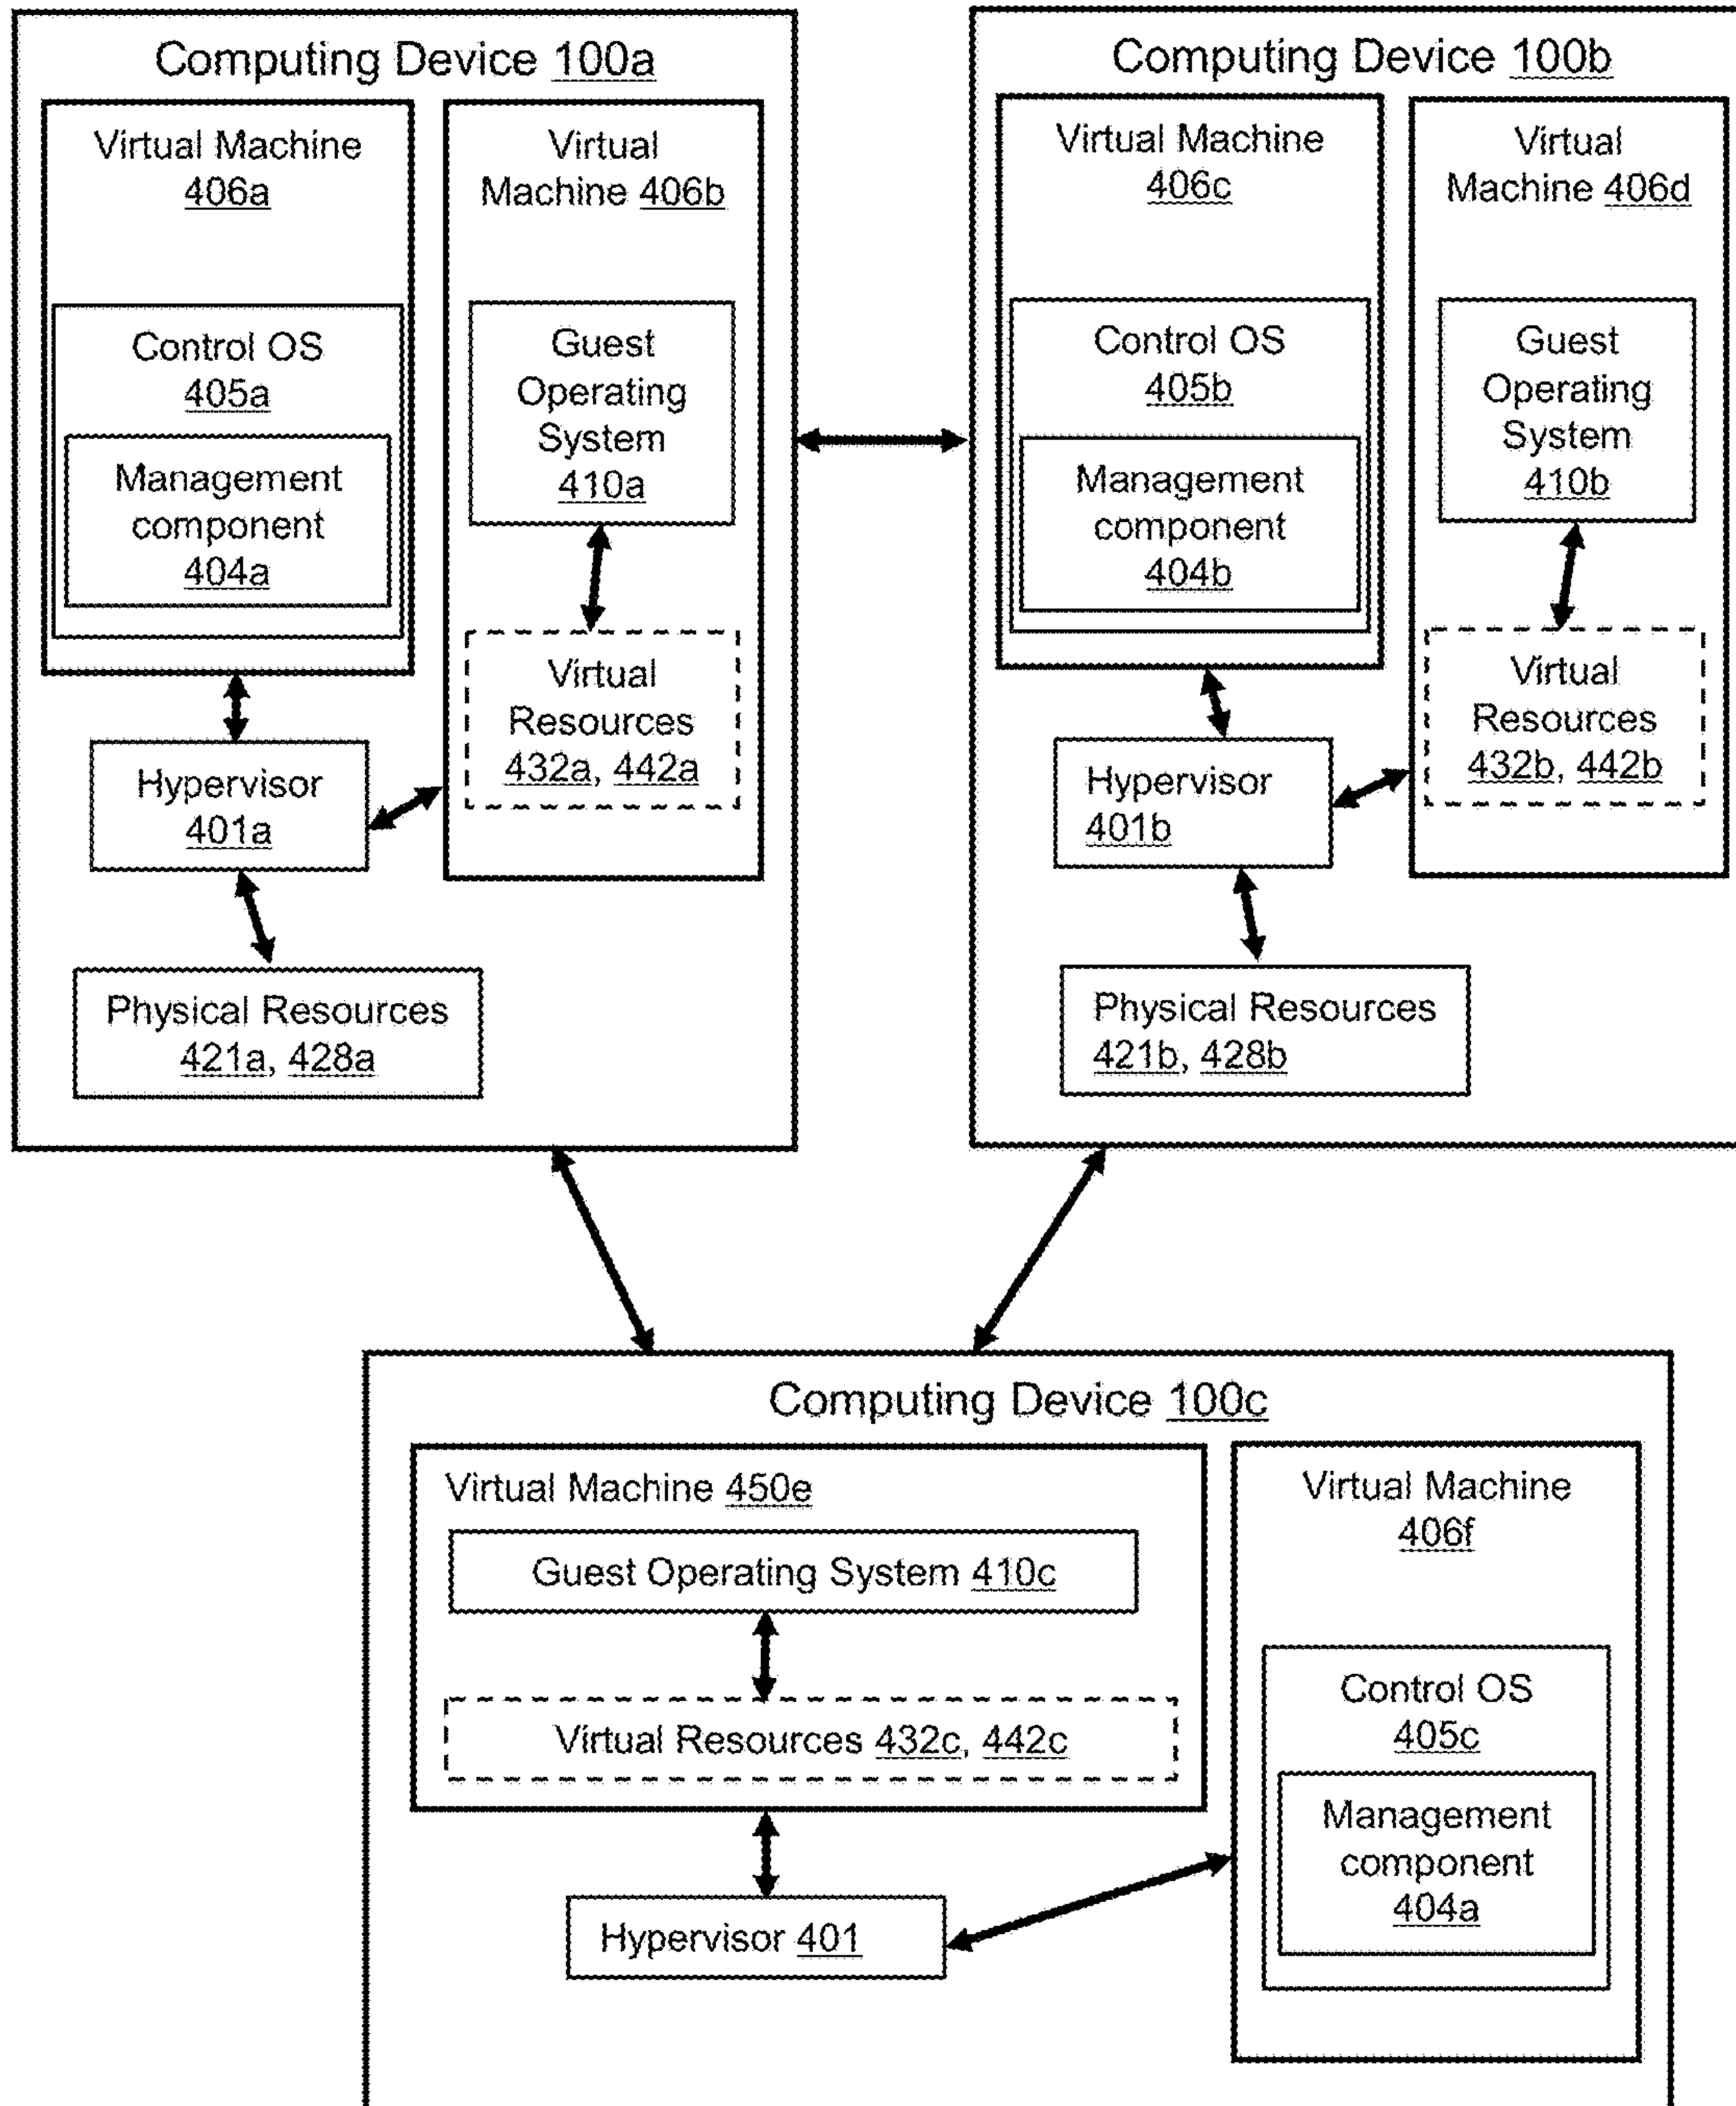 Computing Device 100a
Virtual Machine
406a
Control OS
405a
Management
component
404a
Virtual
Machine 406b
Guest
Operating
System
410a
Virtual
Resources
432a, 442a
Hypervisor
401a
Physical Resources
421a, 428a
Computing Device 100b
Virtual Machine
406c
Control OS
405b
Management
component
404b
Virtual
Machine 406d
Guest
Operating
System
410b
Virtual
Resources
432b, 442b
Hypervisor
401b
Physical Resources
421b, 428b
Computing Device 100c
Virtual Machine 450e
Guest Operating System 410c
Virtual Resources 432c, 442c
Hypervisor 401
Virtual Machine
406f
Control OS
405c
Management
component
404a